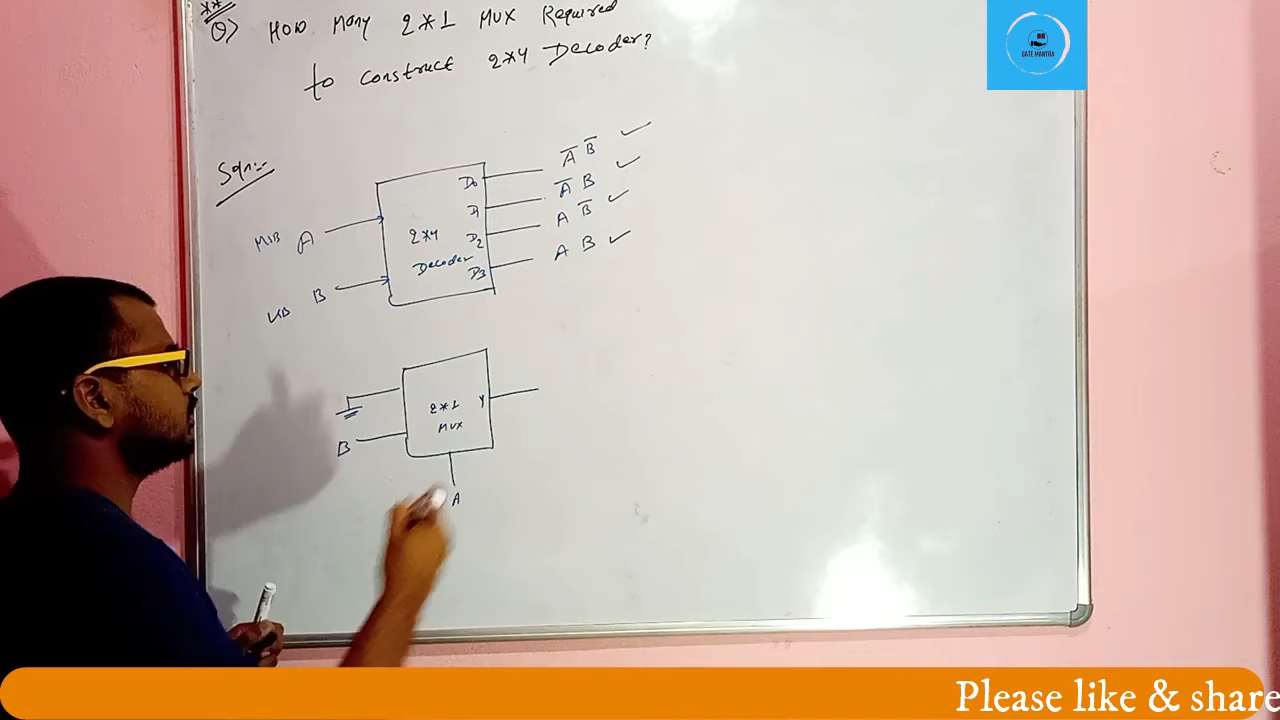 **
Q) How Many 2*1 MUX Required
to construct 2*4 Decoder?
GATE MANTRA
Soln:-
MSB A
LSB B
2*4
Decoder
D0
D1
D2
D3
A̅ B̅ ✓
A̅ B ✓
A B̅ ✓
A B ✓
2*1
MUX
Y
B
A
Please like & share